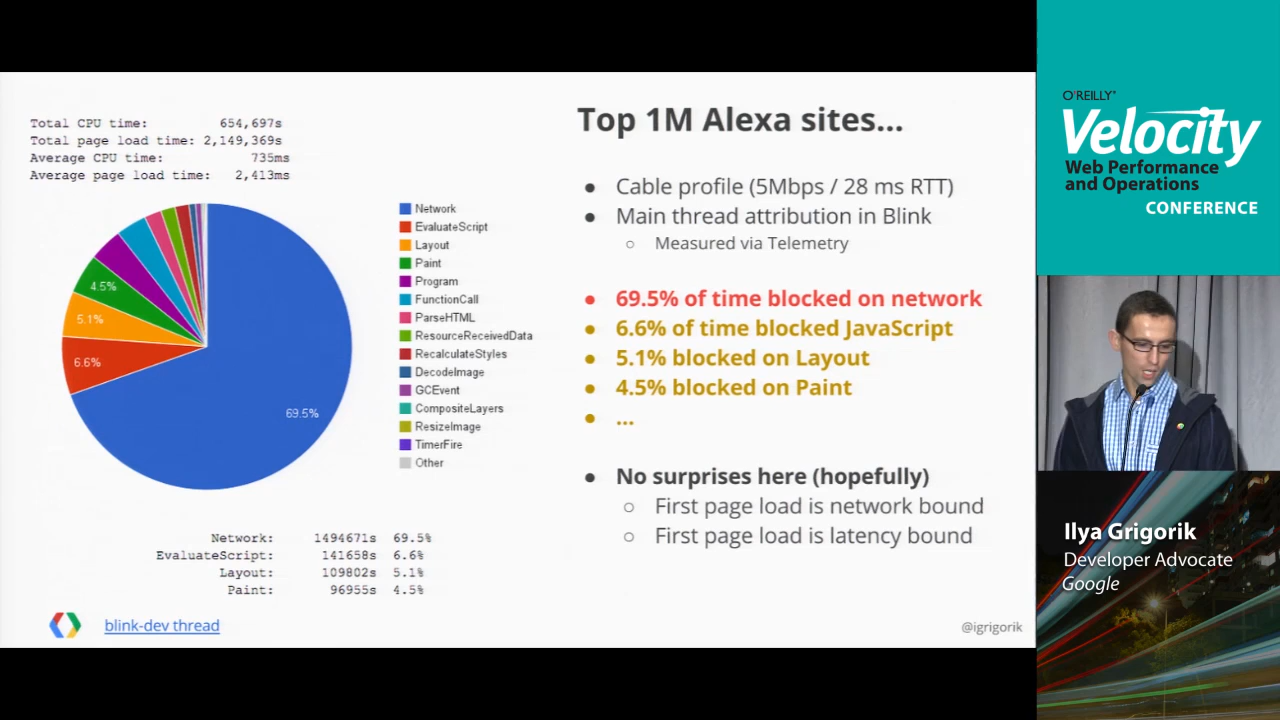 Total CPU time: 654,697s
Total page load time: 2,149,369s
Average CPU time: 735ms
Average page load time: 2,413ms
4.5%
5.1%
6.6%
69.5%
Network
EvaluateScript
Layout
Paint
Program
FunctionCall
ParseHTML
ResourceReceivedData
RecalculateStyles
DecodeImage
GCEvent
CompositeLayers
ResizeImage
TimerFire
Other
Network: 1494671s 69.5%
EvaluateScript: 141658s 6.6%
Layout: 109802s 5.1%
Paint: 96955s 4.5%
blink-dev thread
Top 1M Alexa sites...
● Cable profile (5Mbps / 28 ms RTT)
● Main thread attribution in Blink
○ Measured via Telemetry
● 69.5% of time blocked on network
● 6.6% of time blocked JavaScript
● 5.1% blocked on Layout
● 4.5% blocked on Paint
● ...
● No surprises here (hopefully)
○ First page load is network bound
○ First page load is latency bound
@igrigorik
O'REILLY®
Velocity
Web Performance
and Operations
CONFERENCE
Ilya Grigorik
Developer Advocate
Google